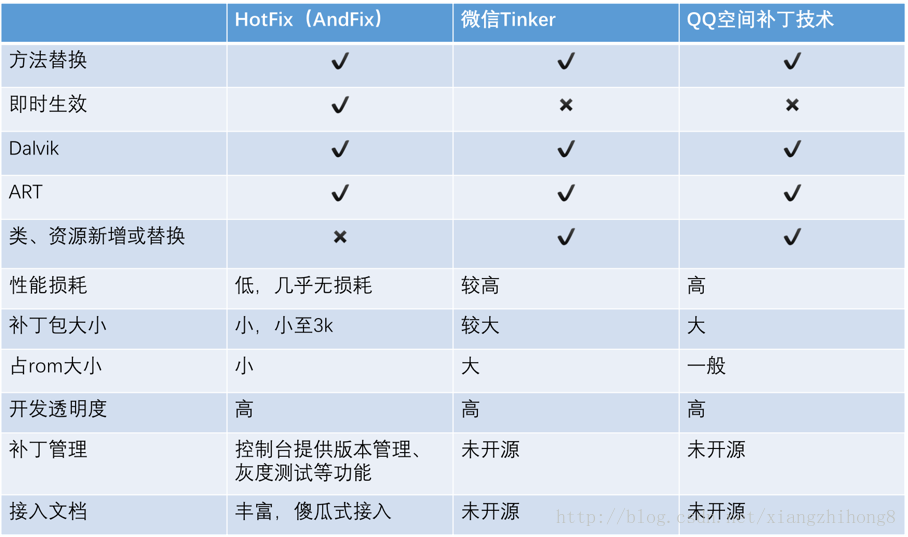 HotFix（AndFix） 微信Tinker QQ空间补丁技术
方法替换 ✔ ✔ ✔
即时生效 ✔ ✖ ✖
Dalvik ✔ ✔ ✔
ART ✔ ✔ ✔
类、资源新增或替换 ✖ ✔ ✔
性能损耗 低，几乎无损耗 较高 高
补丁包大小 小，小至3k 较大 大
占rom大小 小 大 一般
开发透明度 高 高 高
补丁管理 控制台提供版本管理、 未开源 未开源
灰度测试等功能
接入文档 丰富，傻瓜式接入 未开源 未开源
http://blog.csdn.net/xiangzhihong8